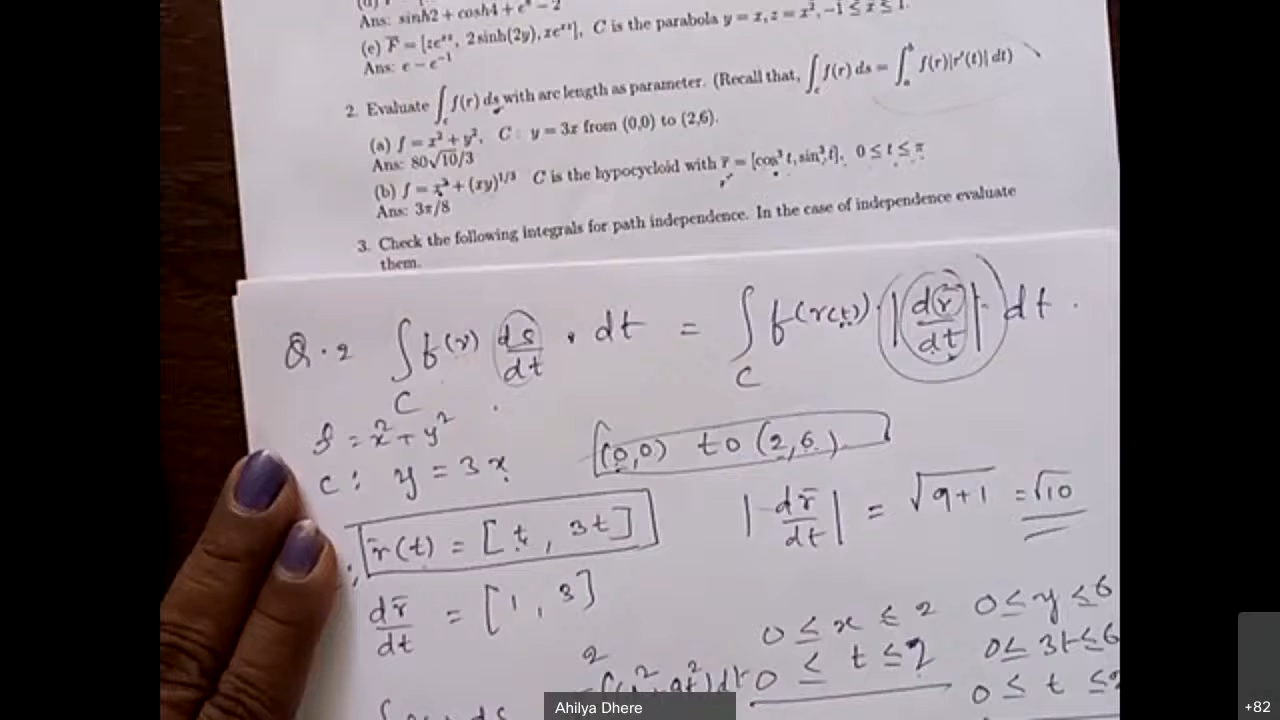 Ans: sinh2 + cosh4 + e⁸ − 2
(e) F̄ = [ze^{xz}, 2 sinh(2y), xe^{xz}], C is the parabola y = x, z = x², −1 ≤ x ≤ 1.
Ans: e − e⁻¹
2. Evaluate ∫_c f(r) ds with arc length as parameter. (Recall that, ∫_c f(r) ds = ∫_a^b f(r)|r′(t)| dt)
(a) f = x² + y², C : y = 3x from (0,0) to (2,6).
Ans: 80√10/3
(b) f = x² + (xy)^{1/3} C is the hypocycloid with r̄ = [cos³ t, sin³ t], 0 ≤ t ≤ π
Ans: 3π/8
3. Check the following integrals for path independence. In the case of independence evaluate
them.
Q.2 ∫_C f(r) ds/dt · dt = ∫_C f(r(t)) |dr̄/dt| · dt .
f = x² + y²
C : y = 3x (0,0) to (2,6)
r̄(t) = [t, 3t] |dr̄/dt| = √9+1 = √10
dr̄/dt = [1, 3]
0 ≤ x ≤ 2 0 ≤ y ≤ 6
0 ≤ t ≤ 2 0 ≤ 3t ≤ 6
0 ≤ t ≤ 2
Ahilya Dhere
+82